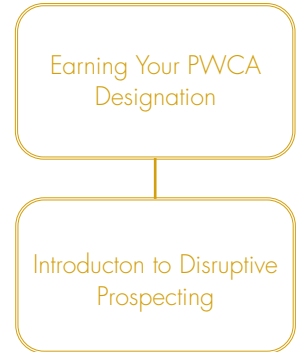 Earning Your PWCA
Designation
Introducton to Disruptive
Prospecting